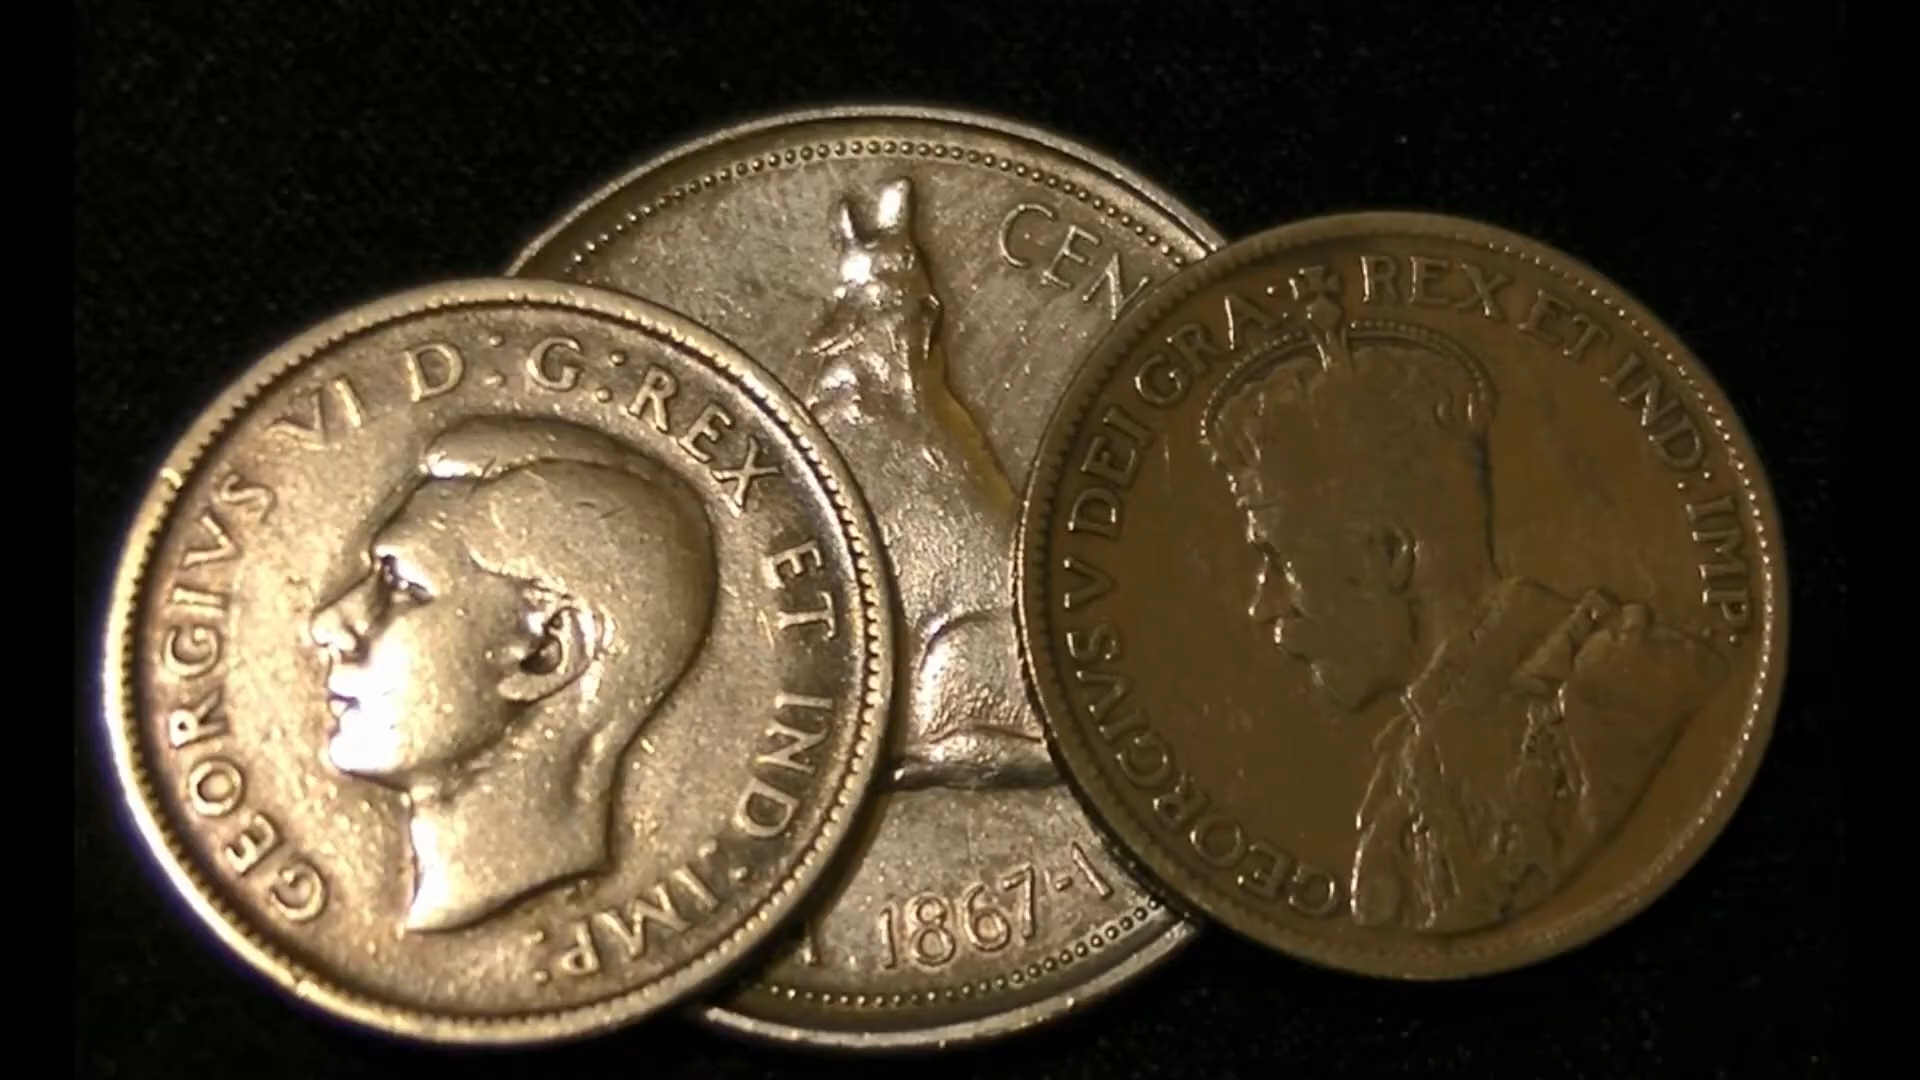 GEORGIVS VI D:G:REX ET IND:IMP:
CEN
1867-1
GEORGIVS V DEI GRA: REX ET IND: IMP: